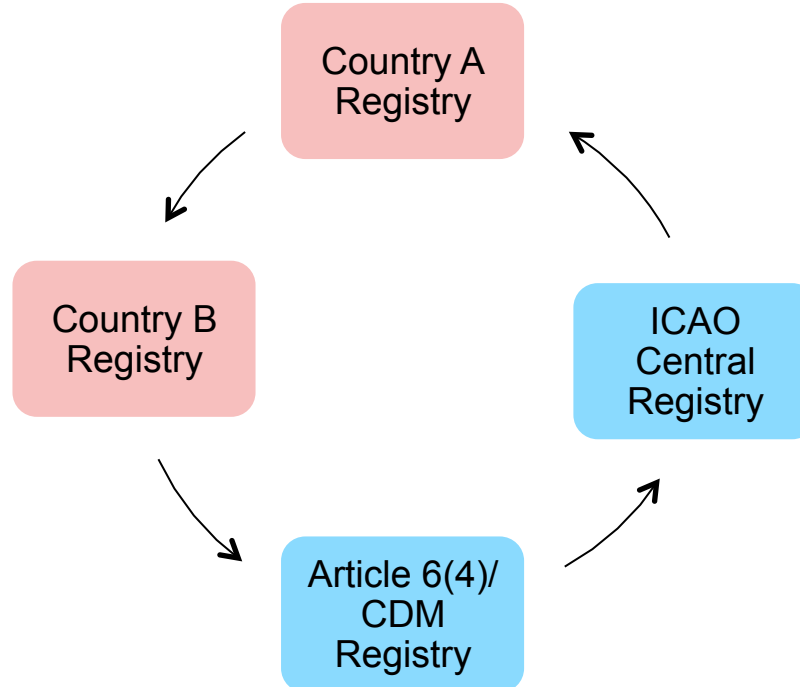 Country A
Registry
Country B
Registry
ICAO
Central
Registry
Article 6(4)/
CDM
Registry